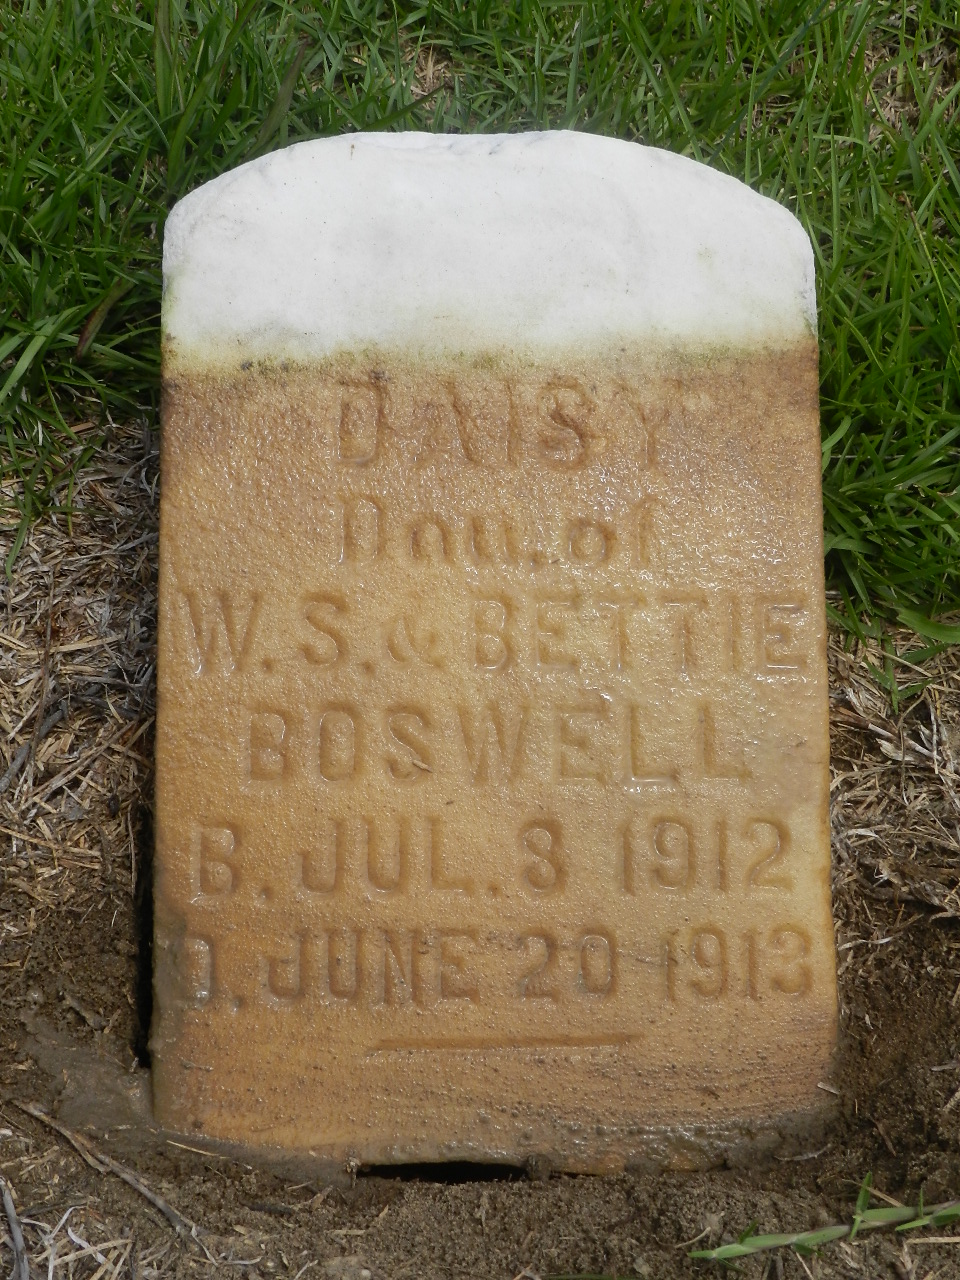 DAISY
Dau. of
W. S. & BETTIE
BOSWELL
B. JUL. 8 1912
D. JUNE 20 1913